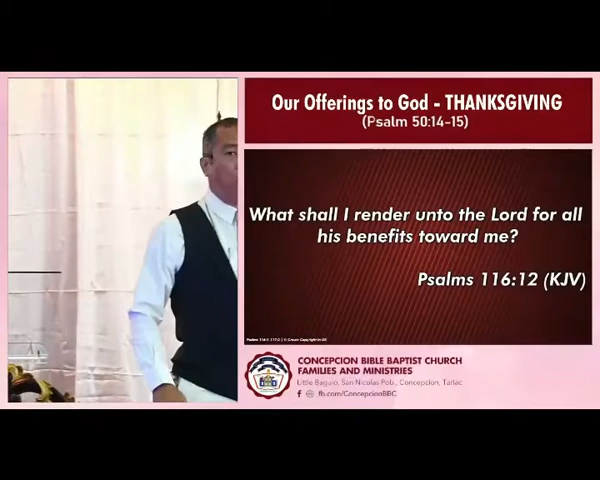 Our Offerings to God - THANKSGIVING
(Psalm 50:14-15)
What shall I render unto the Lord for all
his benefits toward me?
Psalms 116:12 (KJV)
CONCEPCION BIBLE BAPTIST CHURCH
FAMILIES AND MINISTRIES
Little Baguio, San Nicolas Pob., Concepcion, Tarlac
fb.com/ConcepcionBBC